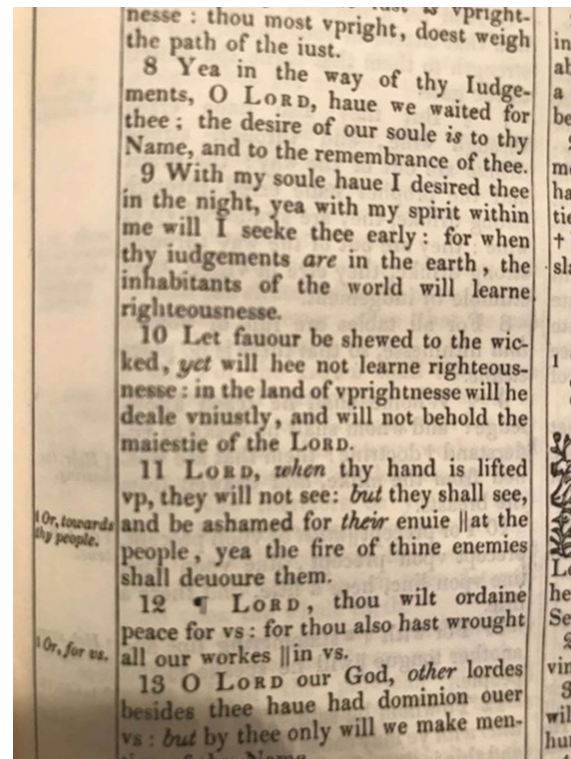 vpright-
nesse : thou most vpright, doest weigh
the path of the iust.
8 Yea in the way of thy Iudge-
ments, O LORD, haue we waited for
thee ; the desire of our soule is to thy
Name, and to the remembrance of thee.
9 With my soule haue I desired thee
in the night, yea with my spirit within
me will I seeke thee early : for when
thy iudgements are in the earth , the
inhabitants of the world will learne
righteousnesse.
10 Let fauour be shewed to the wic-
ked , yet will hee not learne righteous-
nesse : in the land of vprightnesse will he
deale vniustly, and will not behold the
maiestie of the LORD.
11 LORD, when thy hand is lifted
vp, they will not see: but they shall see,
and be ashamed for their enuie ||at the
people , yea the fire of thine enemies
shall deuoure them.
12 ¶ LORD , thou wilt ordaine
peace for vs : for thou also hast wrought
all our workes ||in vs.
13 O LORD our God, other lordes
besides thee haue had dominion ouer
vs : but by thee only will we make men-
Name
|| Or, towards
thy people.
|| Or, for vs.